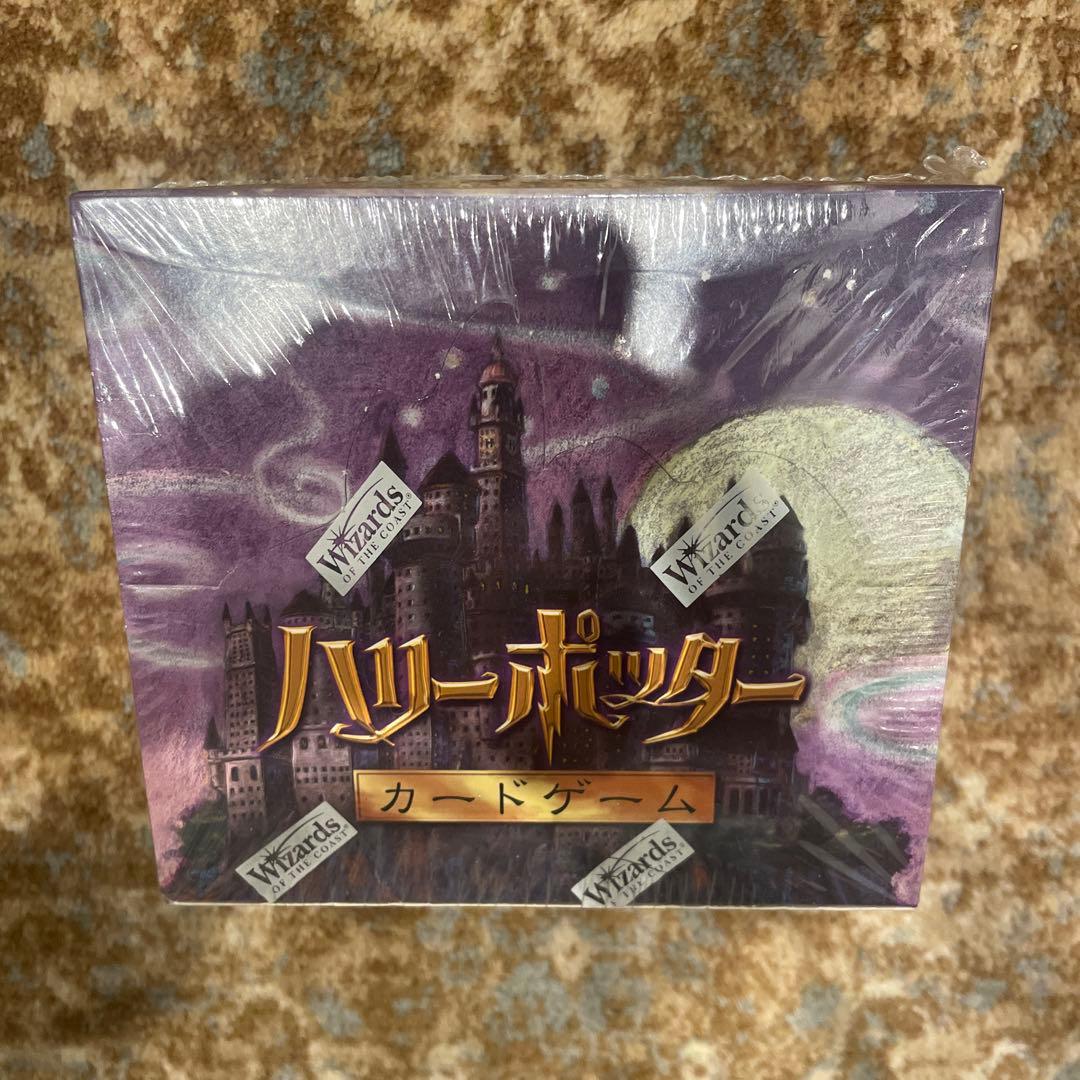 Wizards
OF THE COAST®
Wizards
OF THE COAST®
ハリーポッター
カードゲーム
Wizards
OF THE COAST®
Wizards
THE COAST®